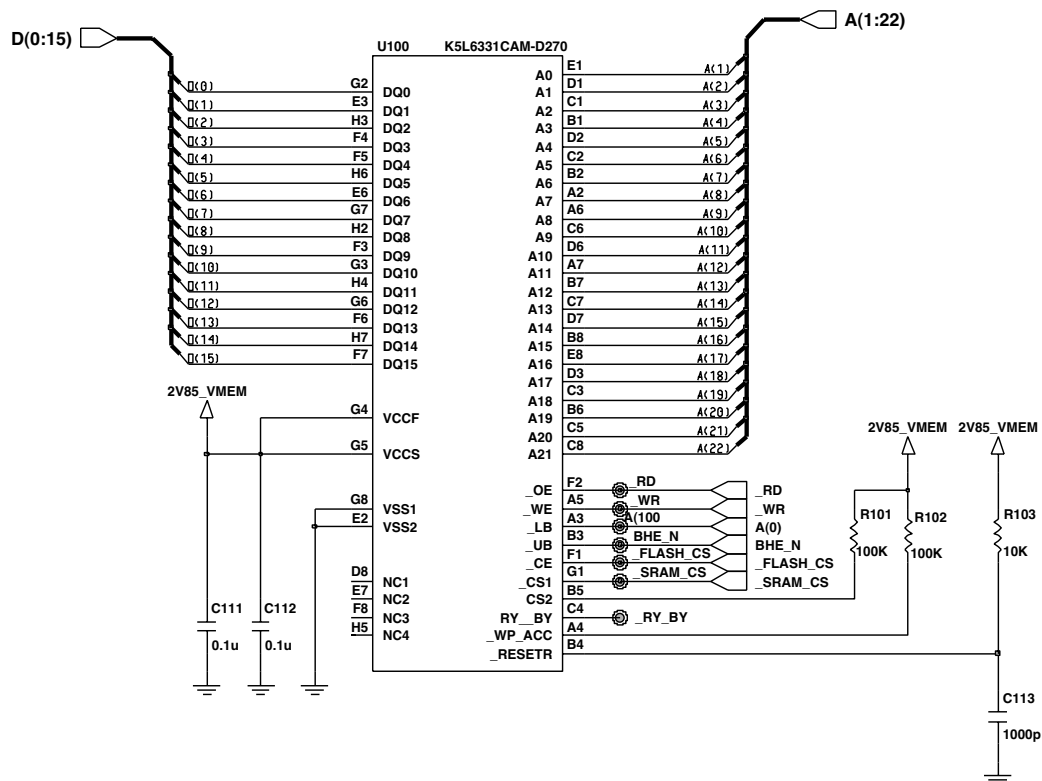 D(0:15)
A(1:22)
U100 K5L6331CAM-D270
E1 A0 A(1)
G2 D(0) DQ0 D1 A1 A(2)
E3 D(1) DQ1 C1 A2 A(3)
H3 D(2) DQ2 B1 A3 A(4)
F4 D(3) DQ3 D2 A4 A(5)
F5 D(4) DQ4 C2 A5 A(6)
H6 D(5) DQ5 B2 A6 A(7)
E6 D(6) DQ6 A2 A7 A(8)
G7 D(7) DQ7 A6 A8 A(9)
H2 D(8) DQ8 C6 A9 A(10)
F3 D(9) DQ9 D6 A10 A(11)
G3 D(10) DQ10 A7 A11 A(12)
H4 D(11) DQ11 B7 A12 A(13)
G6 D(12) DQ12 C7 A13 A(14)
F6 D(13) DQ13 D7 A14 A(15)
H7 D(14) DQ14 B8 A15 A(16)
F7 D(15) DQ15 E8 A16 A(17)
D3 A17 A(18)
2V85_VMEM C3 A18 A(19)
G4 VCCF B6 A19 A(20)
C5 A20 A(21)
G5 VCCS C8 A21 A(22)
2V85_VMEM 2V85_VMEM
F2 _OE _RD _RD
G8 VSS1 A5 _WE _WR _WR
E2 VSS2 A3 _LB A(100 A(0)
B3 _UB BHE_N BHE_N
F1 _CE _FLASH_CS _FLASH_CS
G1 _CS1 _SRAM_CS _SRAM_CS
R101 R102 R103
100K 100K 10K
D8 NC1
E7 NC2 B5 CS2
F8 NC3 C4 RY__BY _RY_BY
H5 NC4 A4 _WP_ACC
B4 _RESETR
C111 C112
0.1u 0.1u
C113
1000p